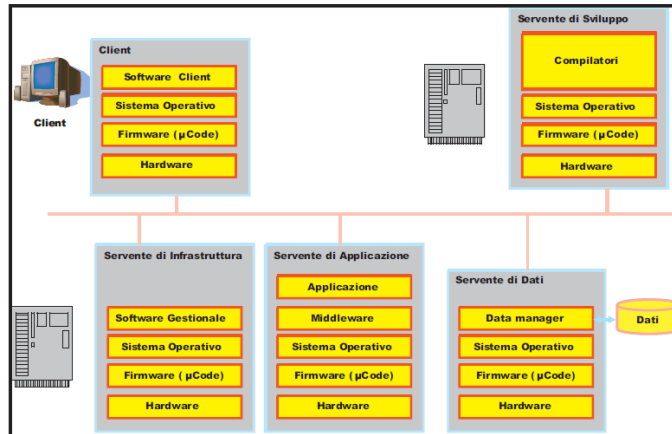 Client
Software Client
Sistema Operativo
Firmware (µCode)
Hardware
Client
Servente di Sviluppo
Compilatori
Sistema Operativo
Firmware (µCode)
Hardware
Servente di Infrastruttura
Software Gestionale
Sistema Operativo
Firmware (µCode)
Hardware
Servente di Applicazione
Applicazione
Middleware
Sistema Operativo
Firmware (µCode)
Hardware
Servente di Dati
Data manager
Sistema Operativo
Firmware (µCode)
Hardware
Dati